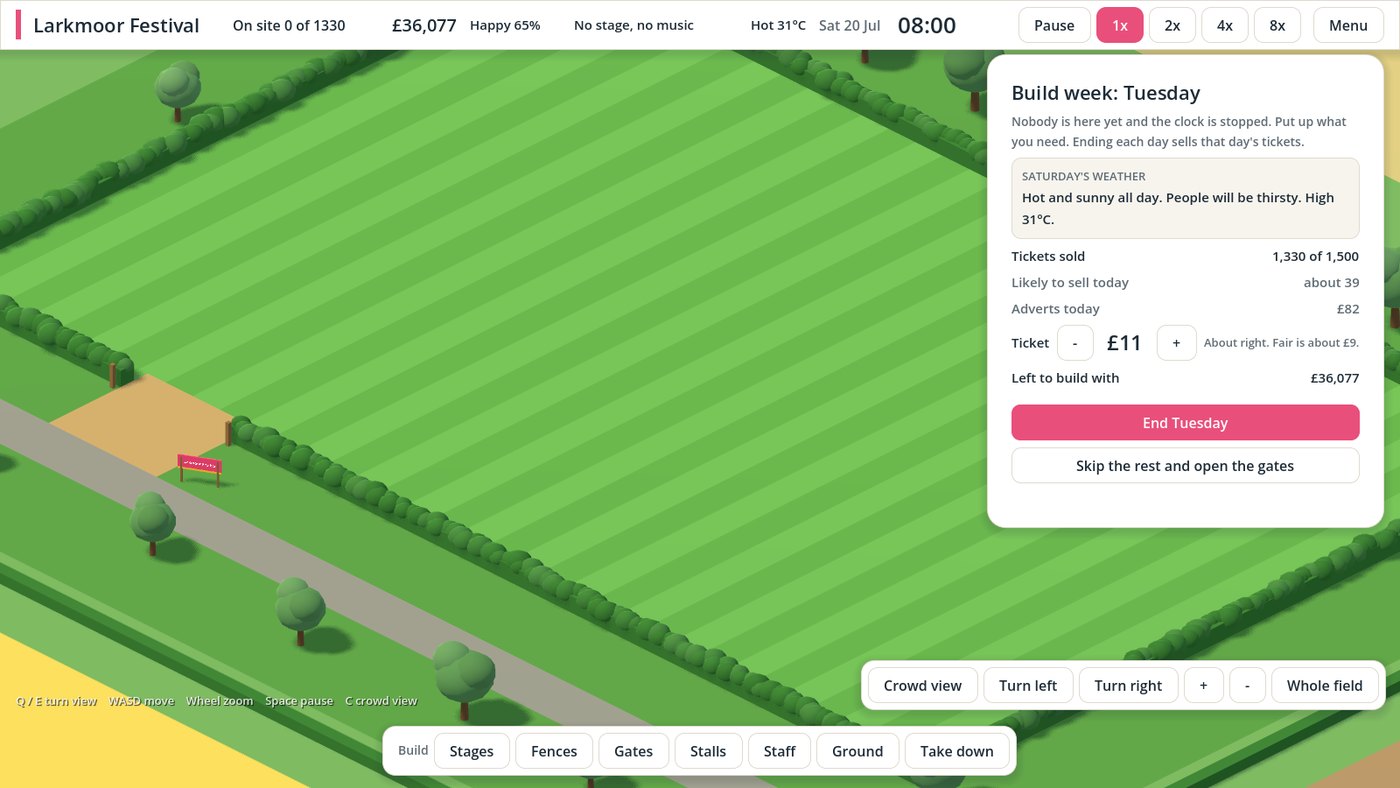 Larkmoor Festival
On site 0 of 1330
£36,077
Happy 65%
No stage, no music
Hot 31°C
Sat 20 Jul
08:00
Pause
1x
2x
4x
8x
Menu
Build week: Tuesday
Nobody is here yet and the clock is stopped. Put up what
you need. Ending each day sells that day's tickets.
SATURDAY'S WEATHER
Hot and sunny all day. People will be thirsty. High
31°C.
Tickets sold 1,330 of 1,500
Likely to sell today about 39
Adverts today £82
Ticket - £11 + About right. Fair is about £9.
Left to build with £36,077
End Tuesday
Skip the rest and open the gates
Crowd view
Turn left
Turn right
+
-
Whole field
Q / E turn view WASD move Wheel zoom Space pause C crowd view
Build
Stages
Fences
Gates
Stalls
Staff
Ground
Take down